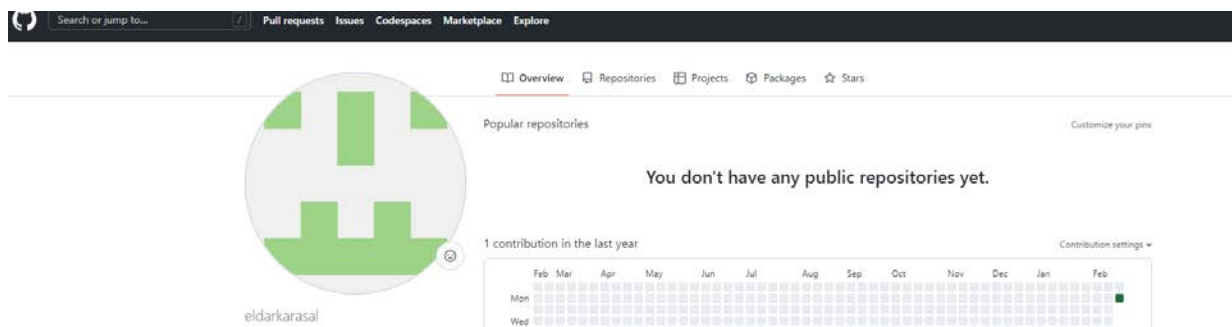 Search or jump to... / Pull requests Issues Codespaces Marketplace Explore
Overview Repositories Projects Packages Stars
Popular repositories Customize your pins
You don't have any public repositories yet.
1 contribution in the last year Contribution settings
Feb Mar Apr May Jun Jul Aug Sep Oct Nov Dec Jan Feb
Mon
Wed
eldarkarasal